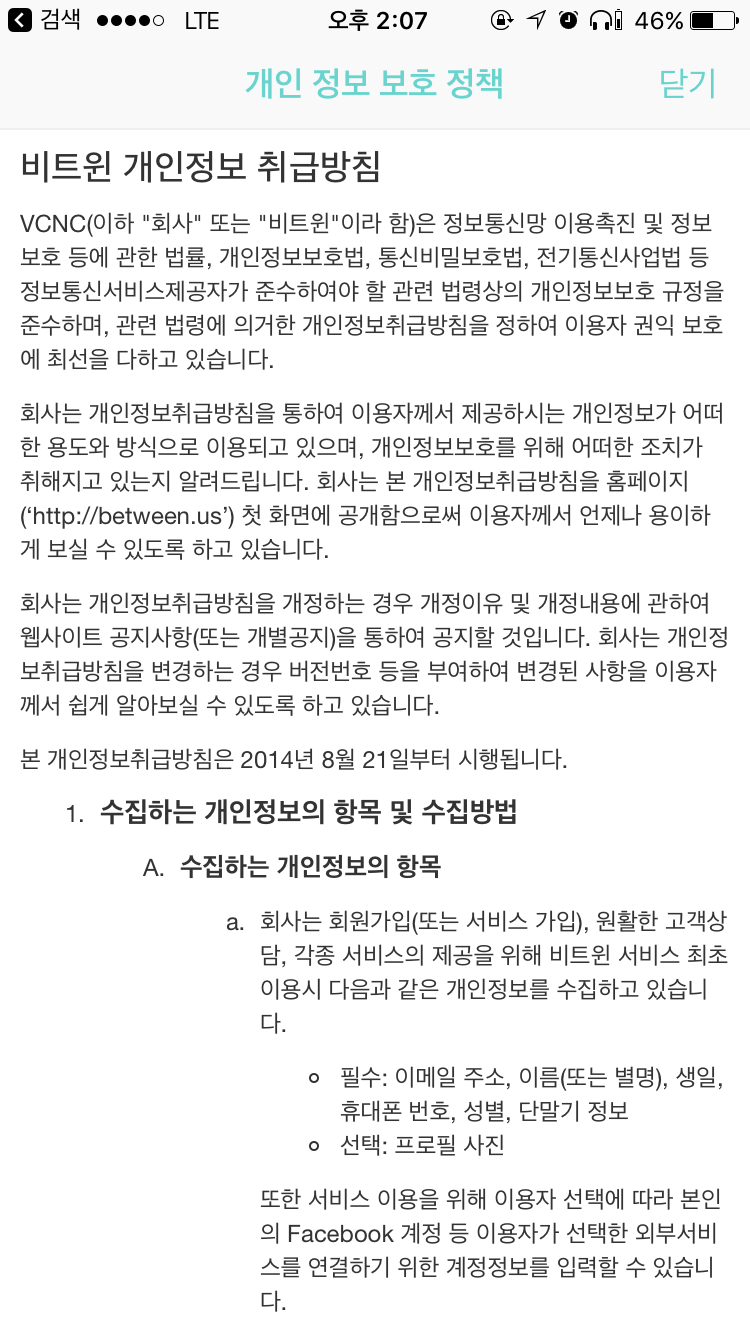 검색 LTE 오후 2:07 46%
개인 정보 보호 정책 닫기
비트윈 개인정보 취급방침
VCNC(이하 "회사" 또는 "비트윈"이라 함)은 정보통신망 이용촉진 및 정보
보호 등에 관한 법률, 개인정보보호법, 통신비밀보호법, 전기통신사업법 등
정보통신서비스제공자가 준수하여야 할 관련 법령상의 개인정보보호 규정을
준수하며, 관련 법령에 의거한 개인정보취급방침을 정하여 이용자 권익 보호
에 최선을 다하고 있습니다.
회사는 개인정보취급방침을 통하여 이용자께서 제공하시는 개인정보가 어떠
한 용도와 방식으로 이용되고 있으며, 개인정보보호를 위해 어떠한 조치가
취해지고 있는지 알려드립니다. 회사는 본 개인정보취급방침을 홈페이지
(‘http://between.us’) 첫 화면에 공개함으로써 이용자께서 언제나 용이하
게 보실 수 있도록 하고 있습니다.
회사는 개인정보취급방침을 개정하는 경우 개정이유 및 개정내용에 관하여
웹사이트 공지사항(또는 개별공지)을 통하여 공지할 것입니다. 회사는 개인정
보취급방침을 변경하는 경우 버전번호 등을 부여하여 변경된 사항을 이용자
께서 쉽게 알아보실 수 있도록 하고 있습니다.
본 개인정보취급방침은 2014년 8월 21일부터 시행됩니다.
1. 수집하는 개인정보의 항목 및 수집방법
A. 수집하는 개인정보의 항목
a. 회사는 회원가입(또는 서비스 가입), 원활한 고객상
담, 각종 서비스의 제공을 위해 비트윈 서비스 최초
이용시 다음과 같은 개인정보를 수집하고 있습니
다.
필수: 이메일 주소, 이름(또는 별명), 생일,
휴대폰 번호, 성별, 단말기 정보
선택: 프로필 사진
또한 서비스 이용을 위해 이용자 선택에 따라 본인
의 Facebook 계정 등 이용자가 선택한 외부서비
스를 연결하기 위한 계정정보를 입력할 수 있습니
다.